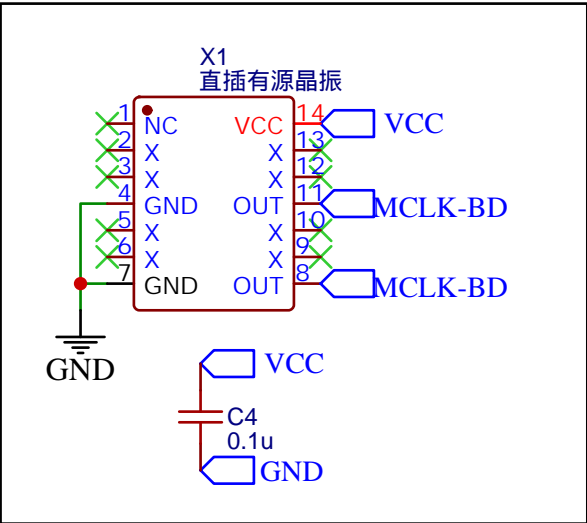 X1
直插有源晶振
1 NC VCC 14 VCC
2 X X 13
3 X X 12
4 GND OUT 11 MCLK-BD
5 X X 10
6 X X 9
7 GND OUT 8 MCLK-BD
GND
VCC
C4
0.1u
GND